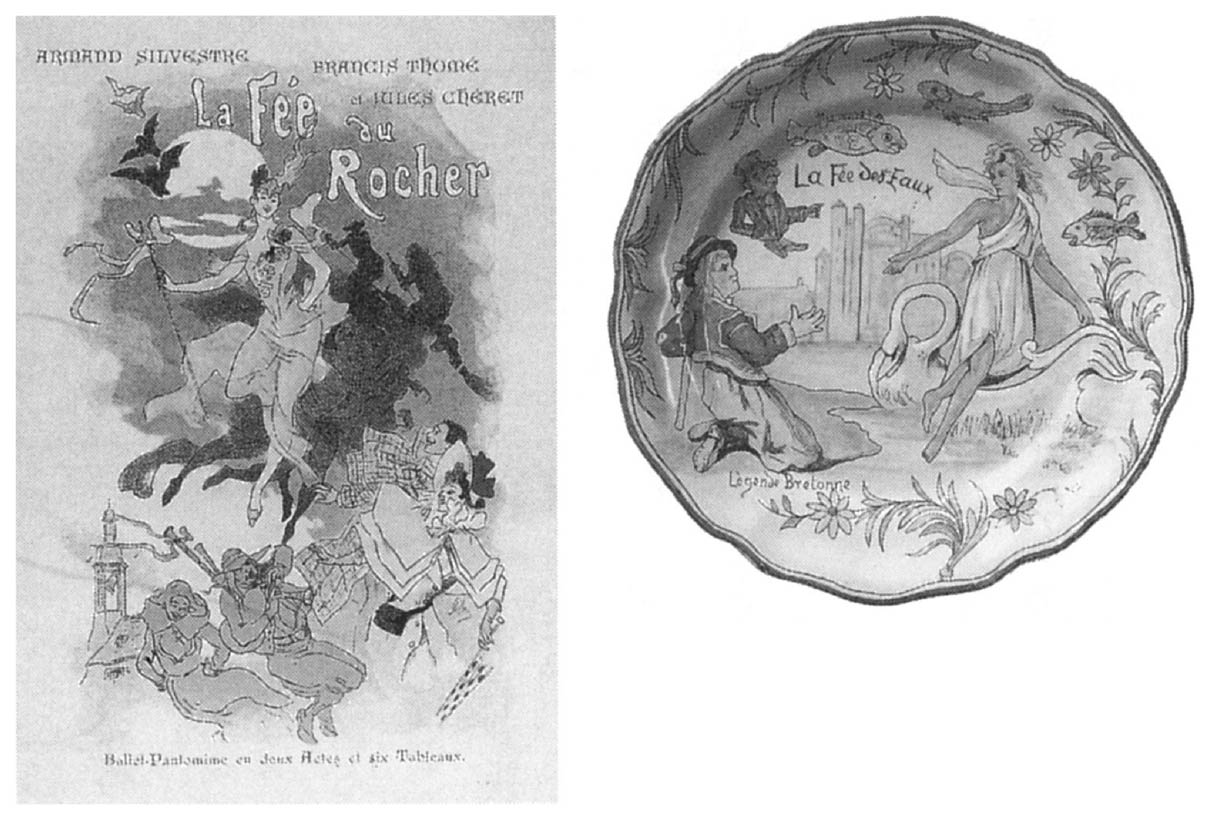 ARMAND SILVESTRE
FRANCIS THOMÉ
et JULES CHÉRET
La Fée
du
Rocher
Ballet-Pantomime en deux Actes et six Tableaux.
La Fée des Eaux
Légende Bretonne